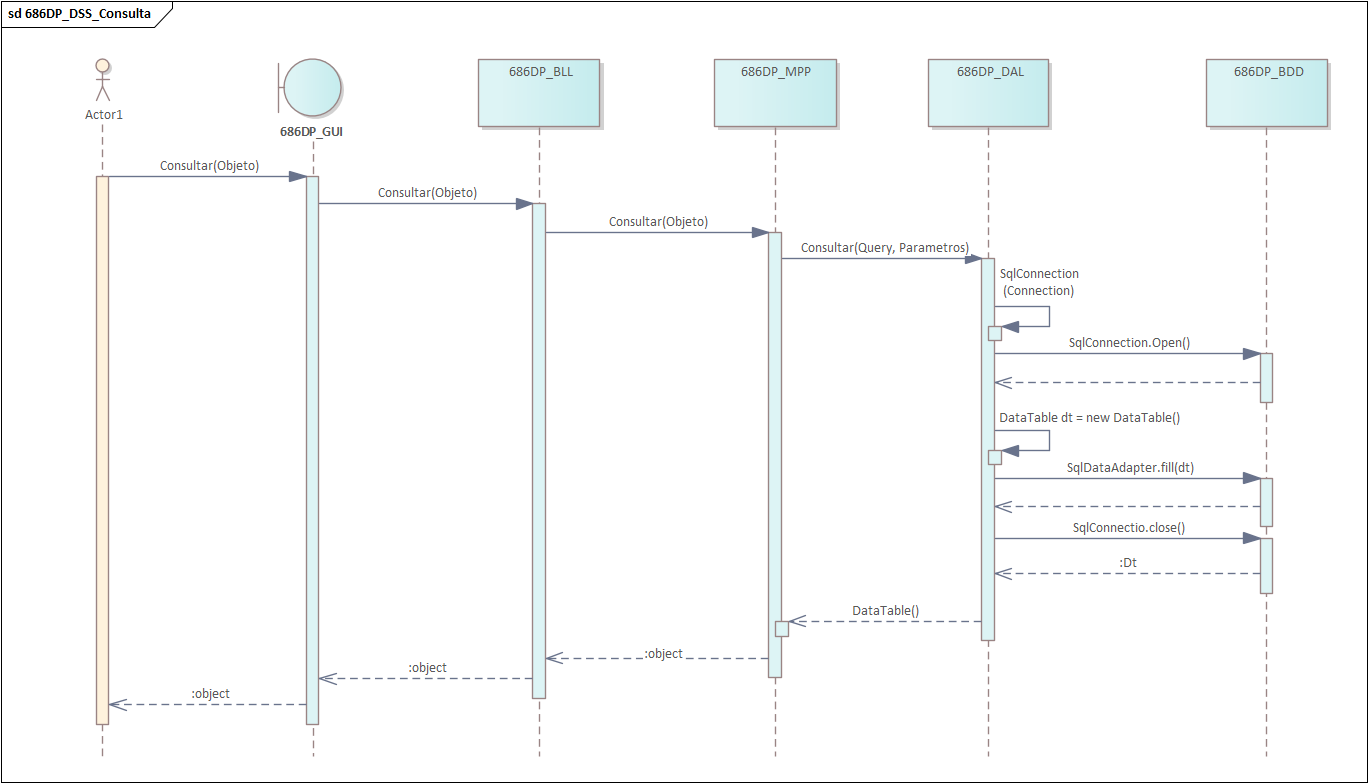 sd 686DP_DSS_Consulta
Actor1
686DP_GUI
686DP_BLL
686DP_MPP
686DP_DAL
686DP_BDD
Consultar(Objeto)
Consultar(Objeto)
Consultar(Objeto)
Consultar(Query, Parametros)
SqlConnection
(Connection)
SqlConnection.Open()
DataTable dt = new DataTable()
SqlDataAdapter.fill(dt)
SqlConnectio.close()
:Dt
DataTable()
:object
:object
:object